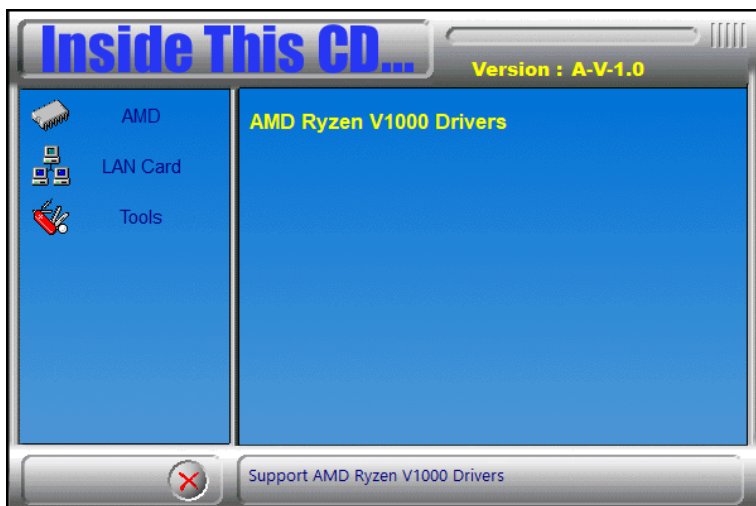 Inside This CD...
Version : A-V-1.0
AMD
LAN Card
Tools
AMD Ryzen V1000 Drivers
Support AMD Ryzen V1000 Drivers